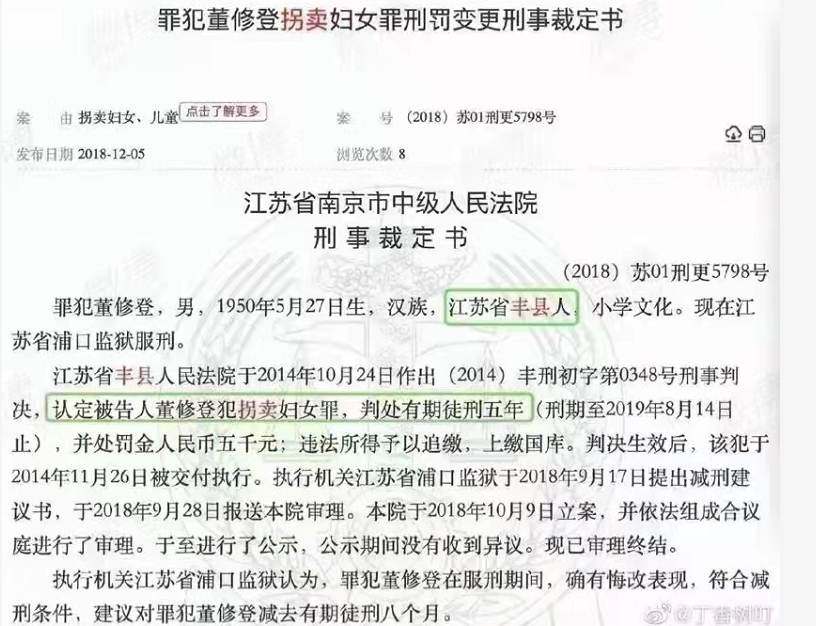 罪犯董修登拐卖妇女罪刑罚变更刑事裁定书
案 由 拐卖妇女、儿童 点击了解更多 案 号 (2018)苏01刑更5798号
发布日期 2018-12-05 浏览次数 8
江苏省南京市中级人民法院
刑 事 裁 定 书
(2018)苏01刑更5798号
罪犯董修登，男，1950年5月27日生，汉族，江苏省丰县人，小学文化。现在江
苏省浦口监狱服刑。
江苏省丰县人民法院于2014年10月24日作出（2014）丰刑初字第0348号刑事判
决，认定被告人董修登犯拐卖妇女罪，判处有期徒刑五年（刑期至2019年8月14日
止），并处罚金人民币五千元；违法所得予以追缴，上缴国库。判决生效后，该犯于
2014年11月26日被交付执行。执行机关江苏省浦口监狱于2018年9月17日提出减刑建
议书，于2018年9月28日报送本院审理。本院于2018年10月9日立案，并依法组成合议
庭进行了审理。于至进行了公示，公示期间没有收到异议。现已审理终结。
执行机关江苏省浦口监狱认为，罪犯董修登在服刑期间，确有悔改表现，符合减
刑条件，建议对罪犯董修登减去有期徒刑八个月。
@丁香树叮